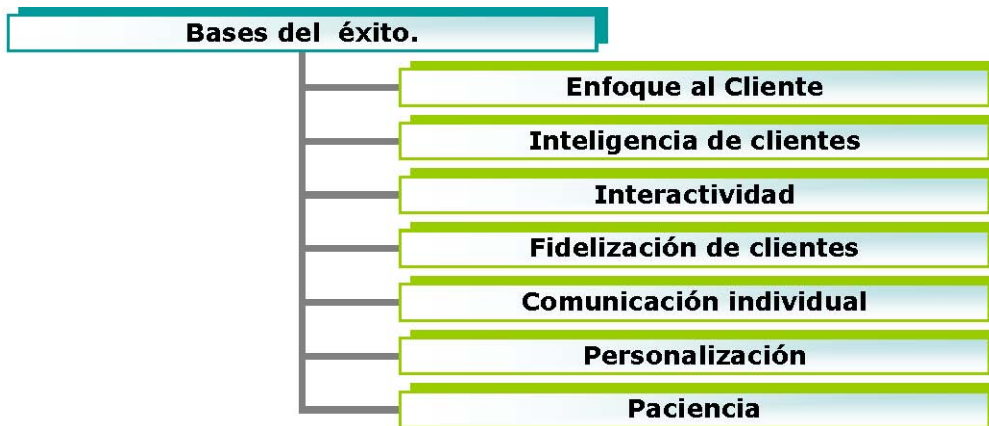 Bases del éxito.
Enfoque al Cliente
Inteligencia de clientes
Interactividad
Fidelización de clientes
Comunicación individual
Personalización
Paciencia